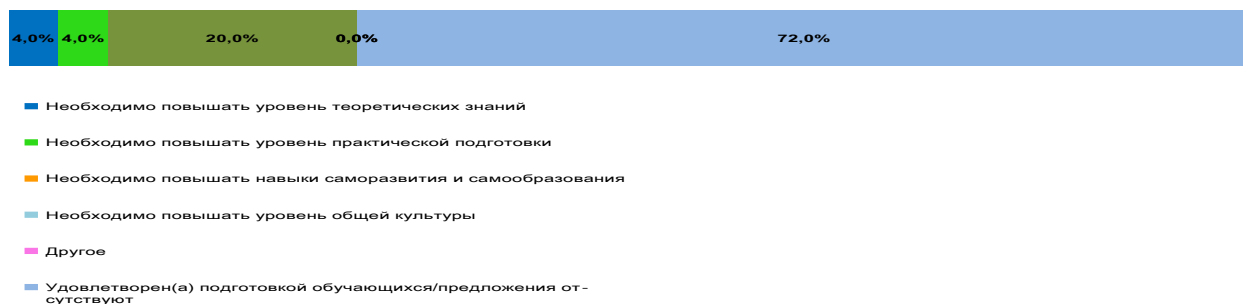 4,0% 4,0% 20,0% 0,0% 72,0%
Необходимо повышать уровень теоретических знаний
Необходимо повышать уровень практической подготовки
Необходимо повышать навыки саморазвития и самообразования
Необходимо повышать уровень общей культуры
Другое
Удовлетворен(а) подготовкой обучающихся/предложения от-
сутствуют